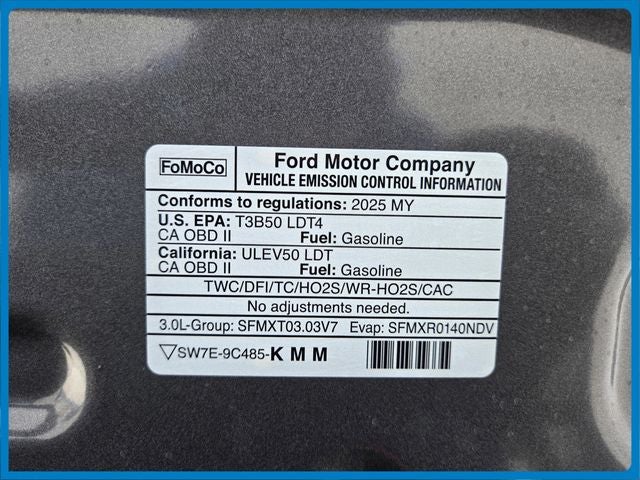 FoMoCo
Ford Motor Company
VEHICLE EMISSION CONTROL INFORMATION
Conforms to regulations: 2025 MY
U.S. EPA: T3B50 LDT4
CA OBD II Fuel: Gasoline
California: ULEV50 LDT
CA OBD II Fuel: Gasoline
TWC/DFI/TC/HO2S/WR-HO2S/CAC
No adjustments needed.
3.0L-Group: SFMXT03.03V7 Evap: SFMXR0140NDV
▽SW7E-9C485-K M M